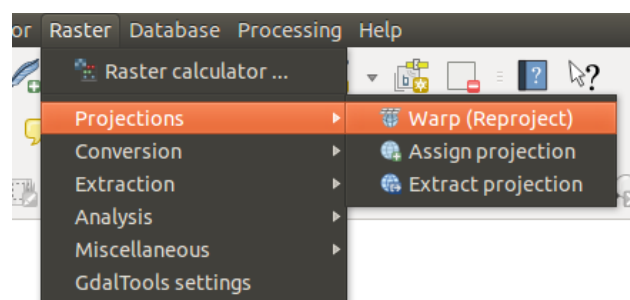 or Raster Database Processing Help
Raster calculator ...
Projections
Warp (Reproject)
Conversion
Assign projection
Extraction
Extract projection
Analysis
Miscellaneous
GdalTools settings